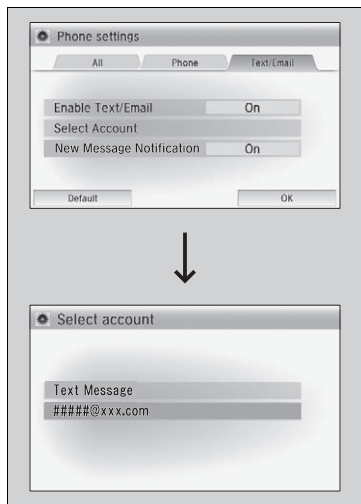 Phone settings
All Phone Text/Email
Enable Text/Email On
Select Account
New Message Notification On
Default OK
Select account
Text Message
#####@xxx.com